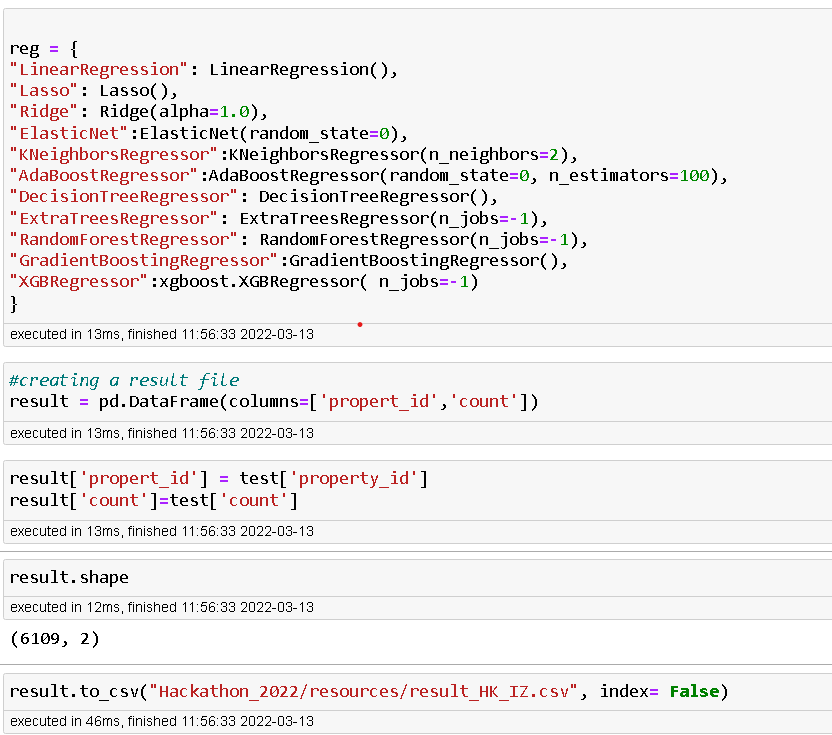 reg = {
"LinearRegression": LinearRegression(),
"Lasso": Lasso(),
"Ridge": Ridge(alpha=1.0),
"ElasticNet":ElasticNet(random_state=0),
"KNeighborsRegressor":KNeighborsRegressor(n_neighbors=2),
"AdaBoostRegressor":AdaBoostRegressor(random_state=0, n_estimators=100),
"DecisionTreeRegressor": DecisionTreeRegressor(),
"ExtraTreesRegressor": ExtraTreesRegressor(n_jobs=-1),
"RandomForestRegressor": RandomForestRegressor(n_jobs=-1),
"GradientBoostingRegressor":GradientBoostingRegressor(),
"XGBRegressor":xgboost.XGBRegressor( n_jobs=-1)
}
executed in 13ms, finished 11:56:33 2022-03-13
#creating a result file
result = pd.DataFrame(columns=['propert_id','count'])
executed in 13ms, finished 11:56:33 2022-03-13
result['propert_id'] = test['property_id']
result['count']=test['count']
executed in 13ms, finished 11:56:33 2022-03-13
result.shape
executed in 12ms, finished 11:56:33 2022-03-13
(6109, 2)
result.to_csv("Hackathon_2022/resources/result_HK_IZ.csv", index= False)
executed in 46ms, finished 11:56:33 2022-03-13